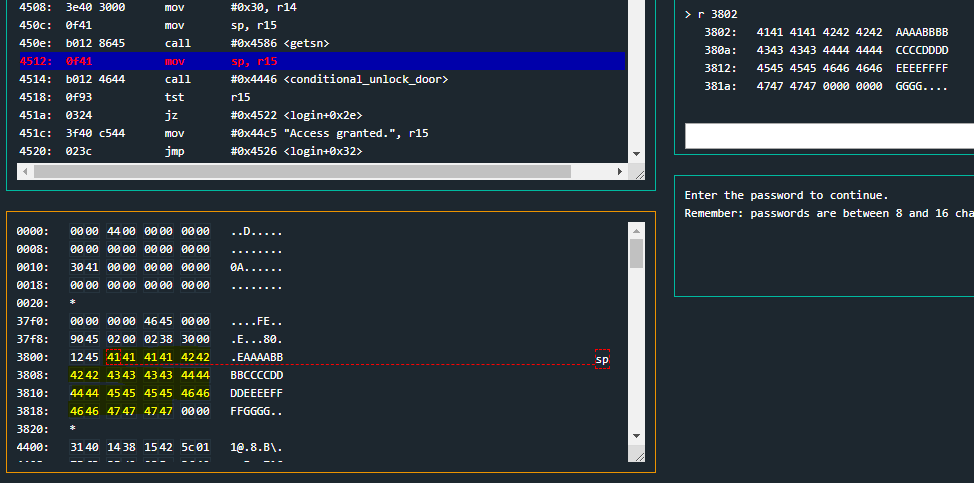 4508: 3e40 3000 mov #0x30, r14
450c: 0f41 mov sp, r15
450e: b012 8645 call #0x4586 <getsn>
4512: 0f41 mov sp, r15
4514: b012 4644 call #0x4446 <conditional_unlock_door>
4518: 0f93 tst r15
451a: 0324 jz #0x4522 <login+0x2e>
451c: 3f40 c544 mov #0x44c5 "Access granted.", r15
4520: 023c jmp #0x4526 <login+0x32>
0000: 0000 4400 0000 0000 ..D.....
0008: 0000 0000 0000 0000 ........
0010: 3041 0000 0000 0000 0A......
0018: 0000 0000 0000 0000 ........
0020: *
37f0: 0000 0000 4645 0000 ....FE..
37f8: 9045 0200 0238 3000 .E...80.
3800: 1245 4141 4141 4242 .EAAAABB sp
3808: 4242 4343 4343 4444 BBCCCCDD
3810: 4444 4545 4545 4646 DDEEEEFF
3818: 4646 4747 4747 0000 FFGGGG..
3820: *
4400: 3140 1438 1542 5c01 1@.8.B\.
> r 3802
3802: 4141 4141 4242 4242 AAAABBBB
380a: 4343 4343 4444 4444 CCCCDDDD
3812: 4545 4545 4646 4646 EEEEFFFF
381a: 4747 4747 0000 0000 GGGG....
Enter the password to continue.
Remember: passwords are between 8 and 16 cha